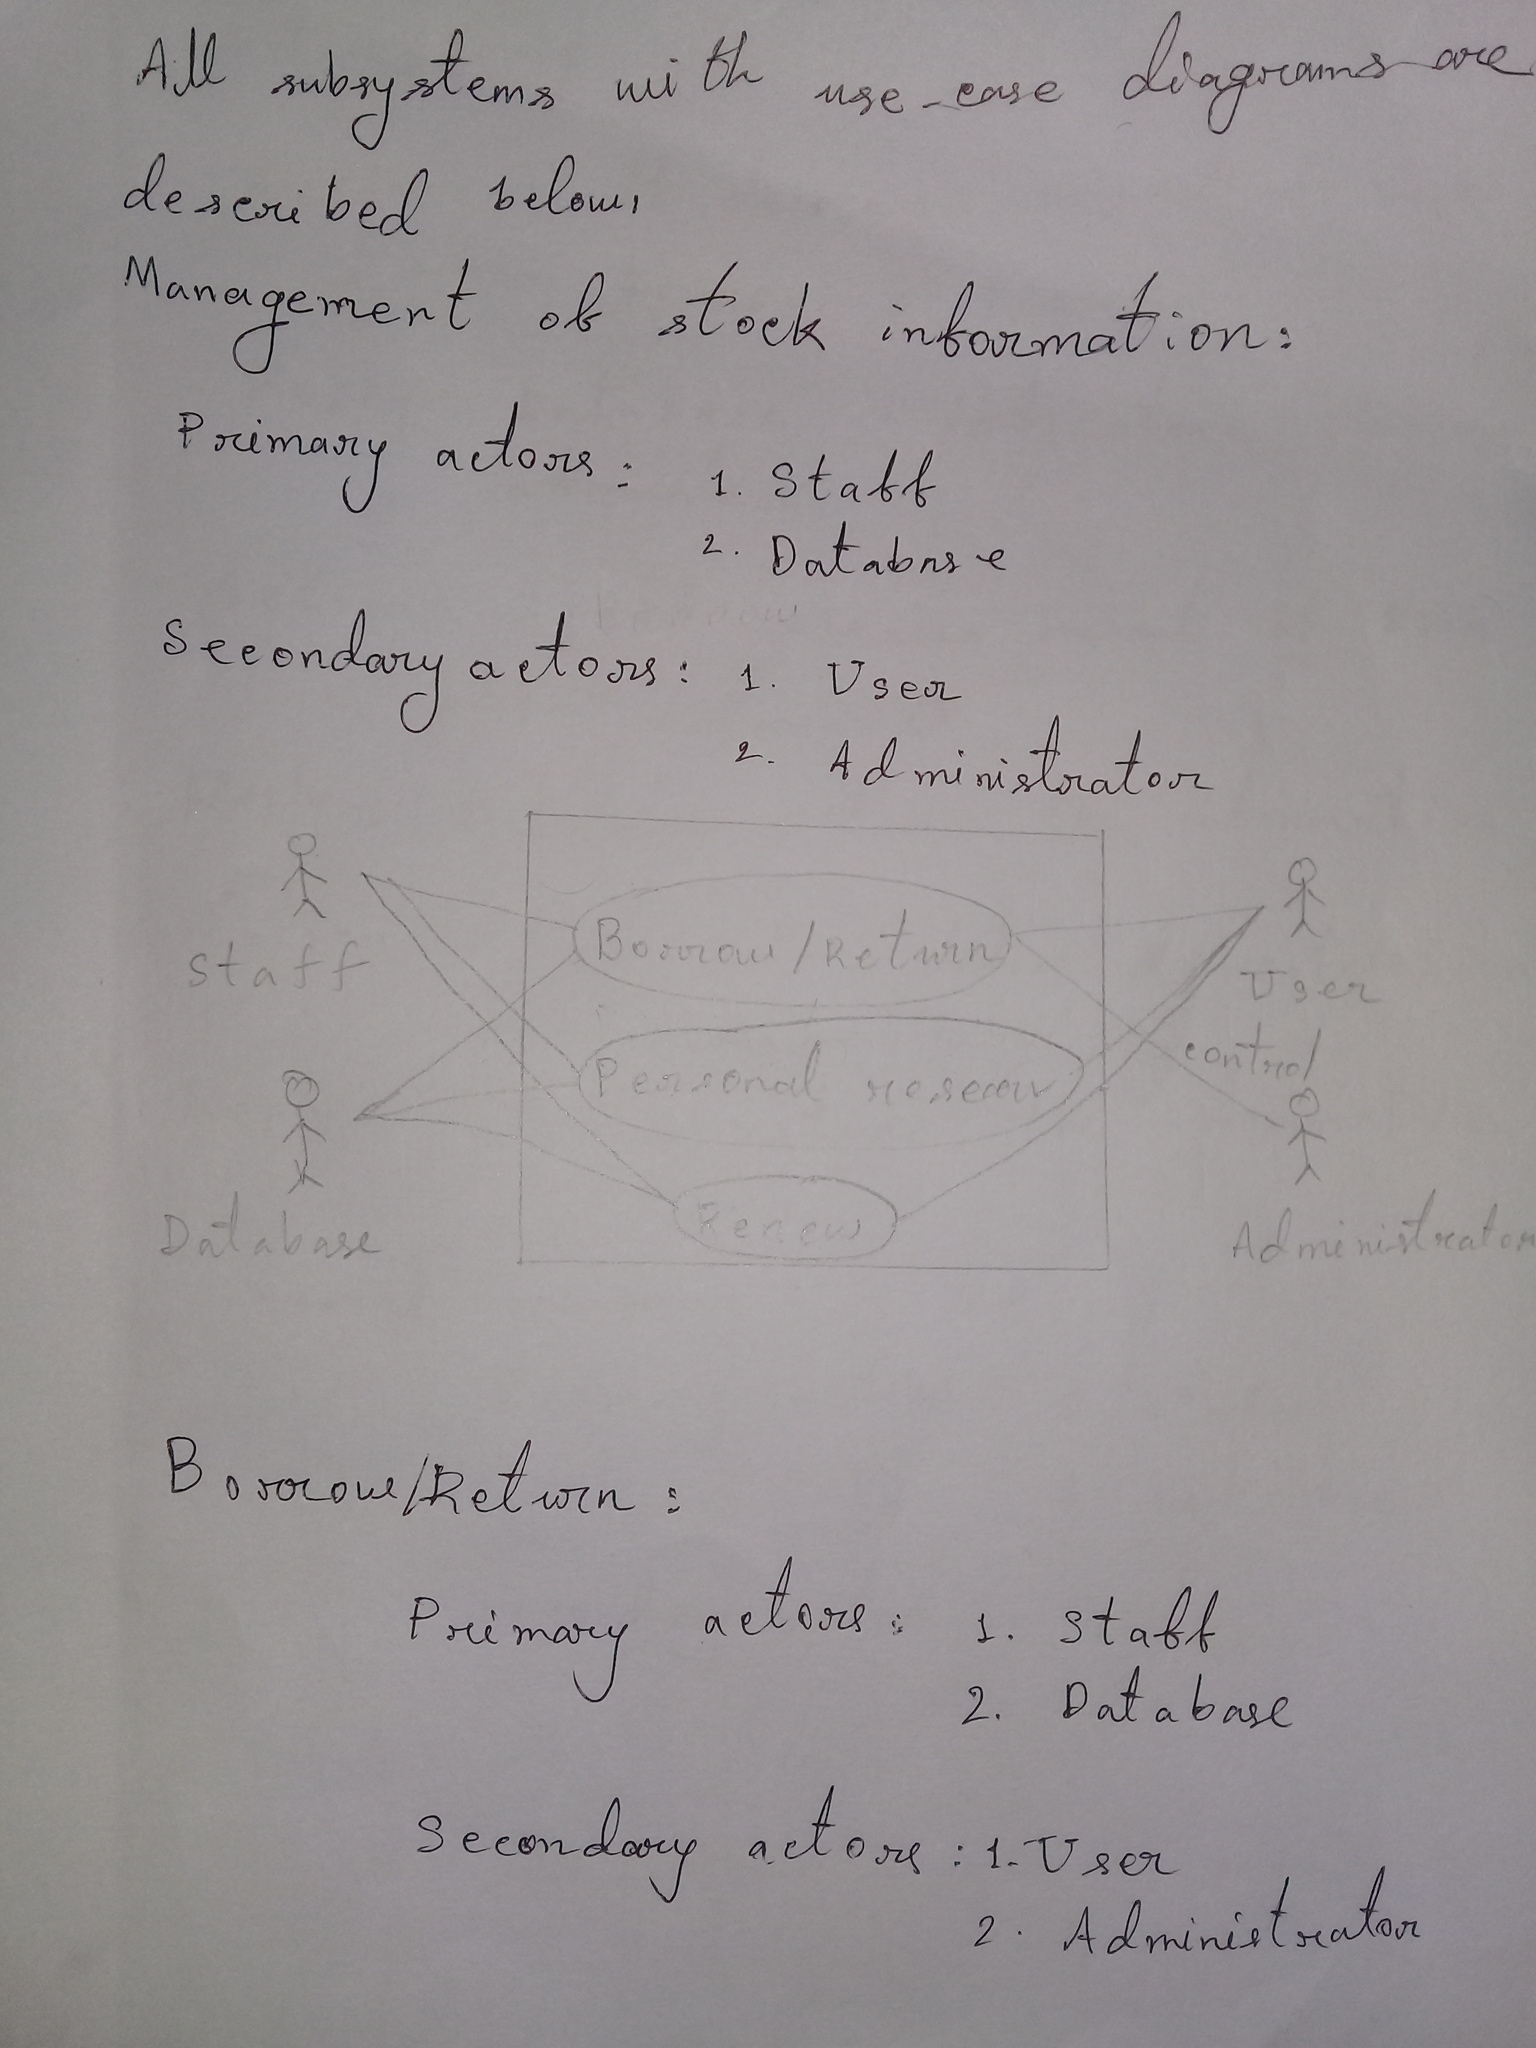 All subsystems with use-case diagrams are
described below.
Management of stock information:
Primary actors: 1. Staff
2. Database
Secondary actors: 1. User
2. Administrator
Staff
Borrow/Return
User
control
Personal reserv
Database
Renew
Administrator
Borrow/Return:
Primary actors: 1. Staff
2. Database
Secondary actors: 1. User
2. Administrator